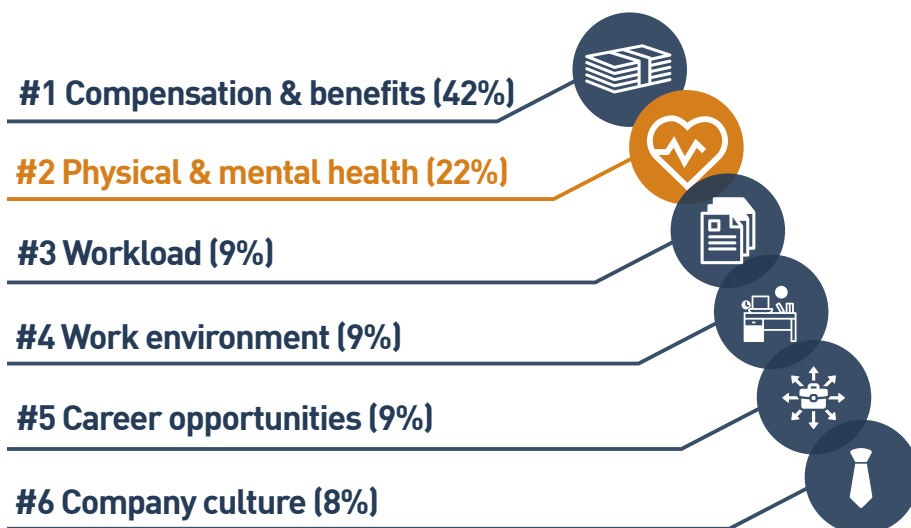 #1 Compensation & benefits (42%)
#2 Physical & mental health (22%)
#3 Workload (9%)
#4 Work environment (9%)
#5 Career opportunities (9%)
#6 Company culture (8%)